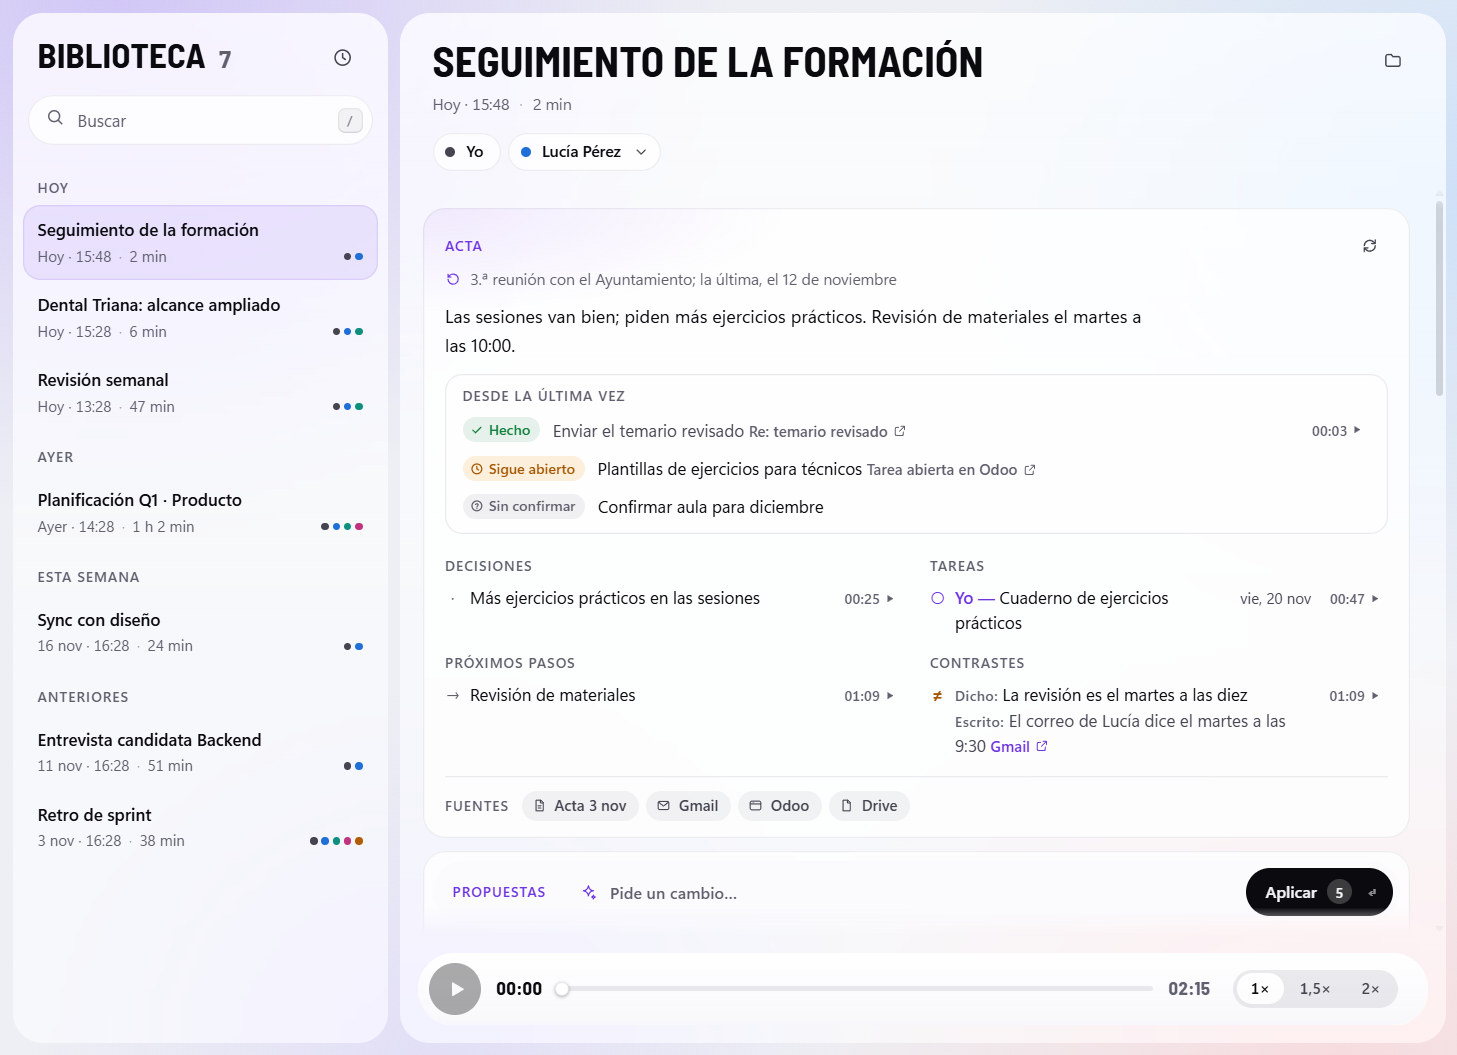 BIBLIOTECA 7
Buscar /
HOY
Seguimiento de la formación
Hoy · 15:48 · 2 min
Dental Triana: alcance ampliado
Hoy · 15:28 · 6 min
Revisión semanal
Hoy · 13:28 · 47 min
AYER
Planificación Q1 · Producto
Ayer · 14:28 · 1 h 2 min
ESTA SEMANA
Sync con diseño
16 nov · 16:28 · 24 min
ANTERIORES
Entrevista candidata Backend
11 nov · 16:28 · 51 min
Retro de sprint
3 nov · 16:28 · 38 min
SEGUIMIENTO DE LA FORMACIÓN
Hoy · 15:48 · 2 min
Yo
Lucía Pérez
ACTA
3.ª reunión con el Ayuntamiento; la última, el 12 de noviembre
Las sesiones van bien; piden más ejercicios prácticos. Revisión de materiales el martes a
las 10:00.
DESDE LA ÚLTIMA VEZ
Hecho Enviar el temario revisado Re: temario revisado 00:03
Sigue abierto Plantillas de ejercicios para técnicos Tarea abierta en Odoo
Sin confirmar Confirmar aula para diciembre
DECISIONES
· Más ejercicios prácticos en las sesiones 00:25
TAREAS
Yo — Cuaderno de ejercicios vie, 20 nov 00:47
prácticos
PRÓXIMOS PASOS
→ Revisión de materiales 01:09
CONTRASTES
≠ Dicho: La revisión es el martes a las diez 01:09
Escrito: El correo de Lucía dice el martes a las
9:30 Gmail
FUENTES Acta 3 nov Gmail Odoo Drive
PROPUESTAS Pide un cambio... Aplicar 5
00:00 02:15 1× 1,5× 2×